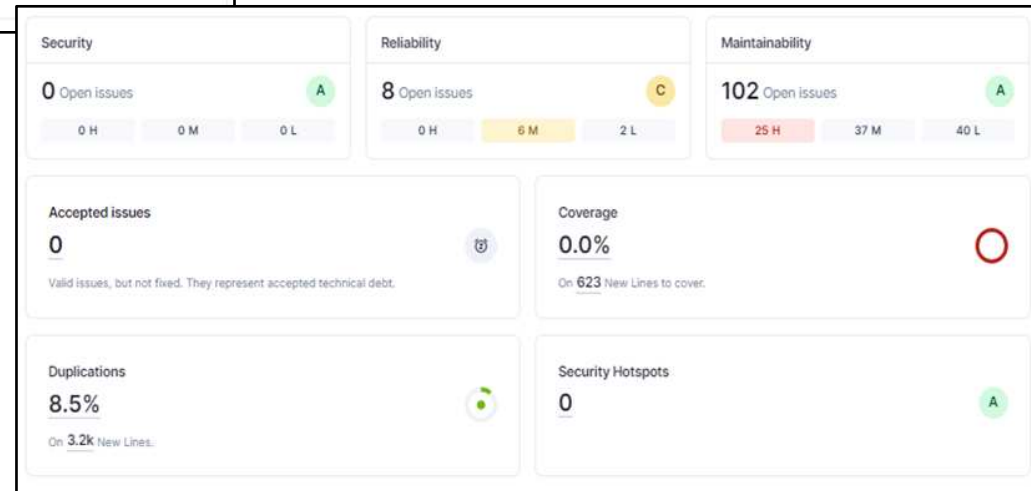 Security
0 Open issues
A
0 H 0 M 0 L
Reliability
8 Open issues
C
0 H 6 M 2 L
Maintainability
102 Open issues
A
25 H 37 M 40 L
Accepted issues
0
Valid issues, but not fixed. They represent accepted technical debt.
Coverage
0.0%
On 623 New Lines to cover.
Duplications
8.5%
On 3.2k New Lines.
Security Hotspots
0
A